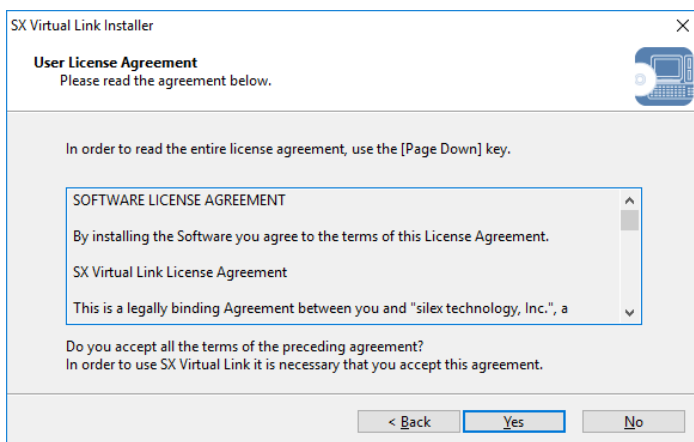 SX Virtual Link Installer
User License Agreement
Please read the agreement below.
In order to read the entire license agreement, use the [Page Down] key.
SOFTWARE LICENSE AGREEMENT
By installing the Software you agree to the terms of this License Agreement.
SX Virtual Link License Agreement
This is a legally binding Agreement between you and "silex technology, Inc.", a
Do you accept all the terms of the preceding agreement?
In order to use SX Virtual Link it is necessary that you accept this agreement.
< Back
Yes
No